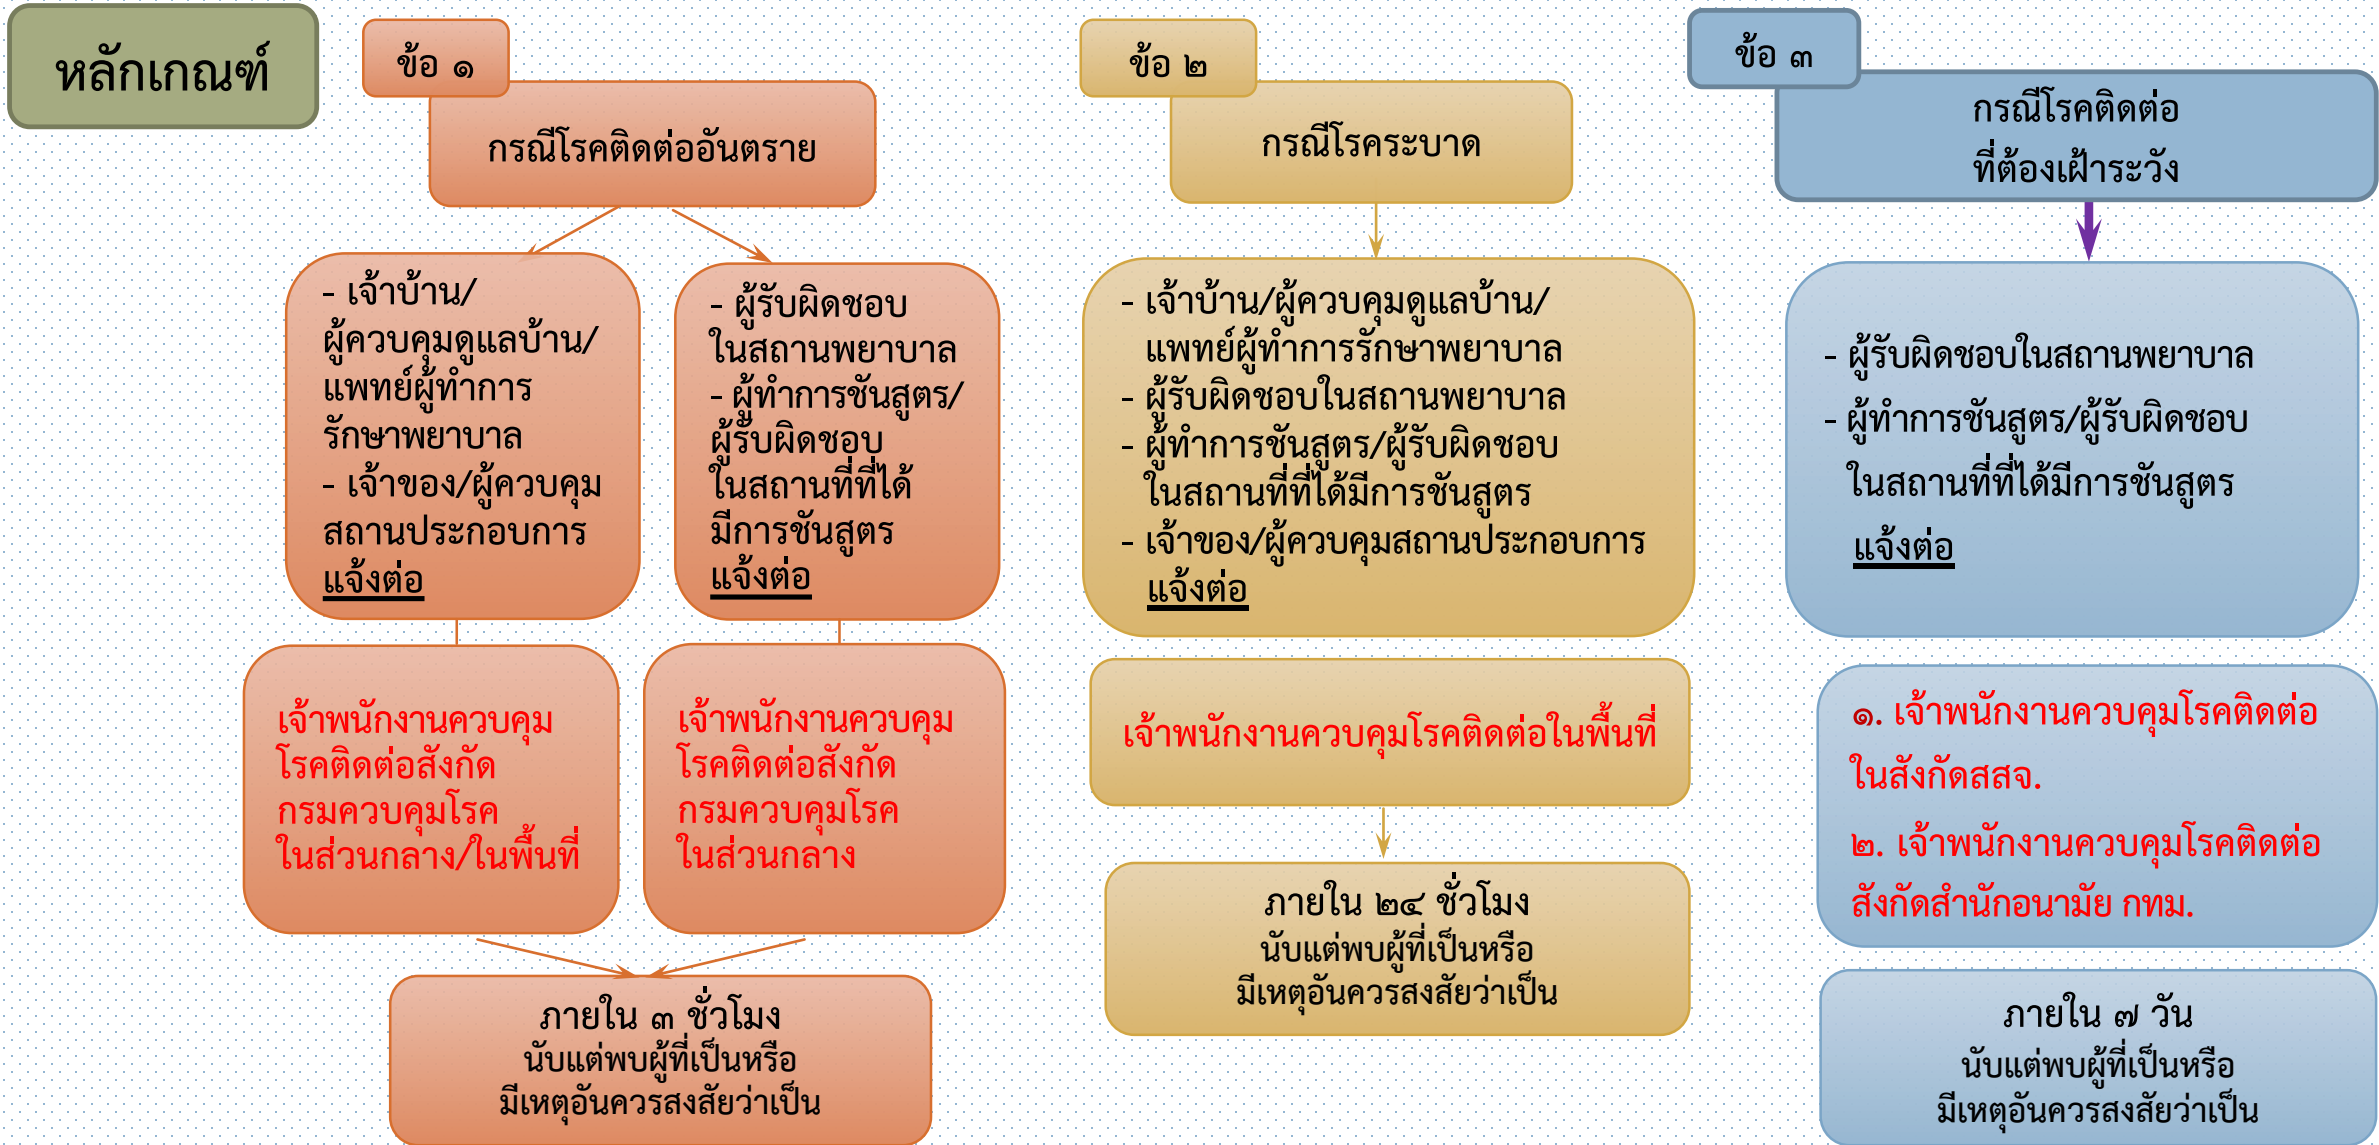 หลักเกณฑ์
ข้อ ๑
กรณีโรคติดต่ออันตราย
- เจ้าบ้าน/
ผู้ควบคุมดูแลบ้าน/
แพทย์ผู้ทำการ
รักษาพยาบาล
- เจ้าของ/ผู้ควบคุม
สถานประกอบการ
แจ้งต่อ
- ผู้รับผิดชอบ
ในสถานพยาบาล
- ผู้ทำการชันสูตร/
ผู้รับผิดชอบ
ในสถานที่ที่ได้
มีการชันสูตร
แจ้งต่อ
เจ้าพนักงานควบคุม
โรคติดต่อสังกัด
กรมควบคุมโรค
ในส่วนกลาง/ในพื้นที่
เจ้าพนักงานควบคุม
โรคติดต่อสังกัด
กรมควบคุมโรค
ในส่วนกลาง
ภายใน ๓ ชั่วโมง
นับแต่พบผู้ที่เป็นหรือ
มีเหตุอันควรสงสัยว่าเป็น
ข้อ ๒
กรณีโรคระบาด
- เจ้าบ้าน/ผู้ควบคุมดูแลบ้าน/
แพทย์ผู้ทำการรักษาพยาบาล
- ผู้รับผิดชอบในสถานพยาบาล
- ผู้ทำการชันสูตร/ผู้รับผิดชอบ
ในสถานที่ที่ได้มีการชันสูตร
- เจ้าของ/ผู้ควบคุมสถานประกอบการ
แจ้งต่อ
เจ้าพนักงานควบคุมโรคติดต่อในพื้นที่
ภายใน ๒๔ ชั่วโมง
นับแต่พบผู้ที่เป็นหรือ
มีเหตุอันควรสงสัยว่าเป็น
ข้อ ๓
กรณีโรคติดต่อ
ที่ต้องเฝ้าระวัง
- ผู้รับผิดชอบในสถานพยาบาล
- ผู้ทำการชันสูตร/ผู้รับผิดชอบ
ในสถานที่ที่ได้มีการชันสูตร
แจ้งต่อ
๑. เจ้าพนักงานควบคุมโรคติดต่อ
ในสังกัดสสจ.
๒. เจ้าพนักงานควบคุมโรคติดต่อ
สังกัดสำนักอนามัย กทม.
ภายใน ๗ วัน
นับแต่พบผู้ที่เป็นหรือ
มีเหตุอันควรสงสัยว่าเป็น